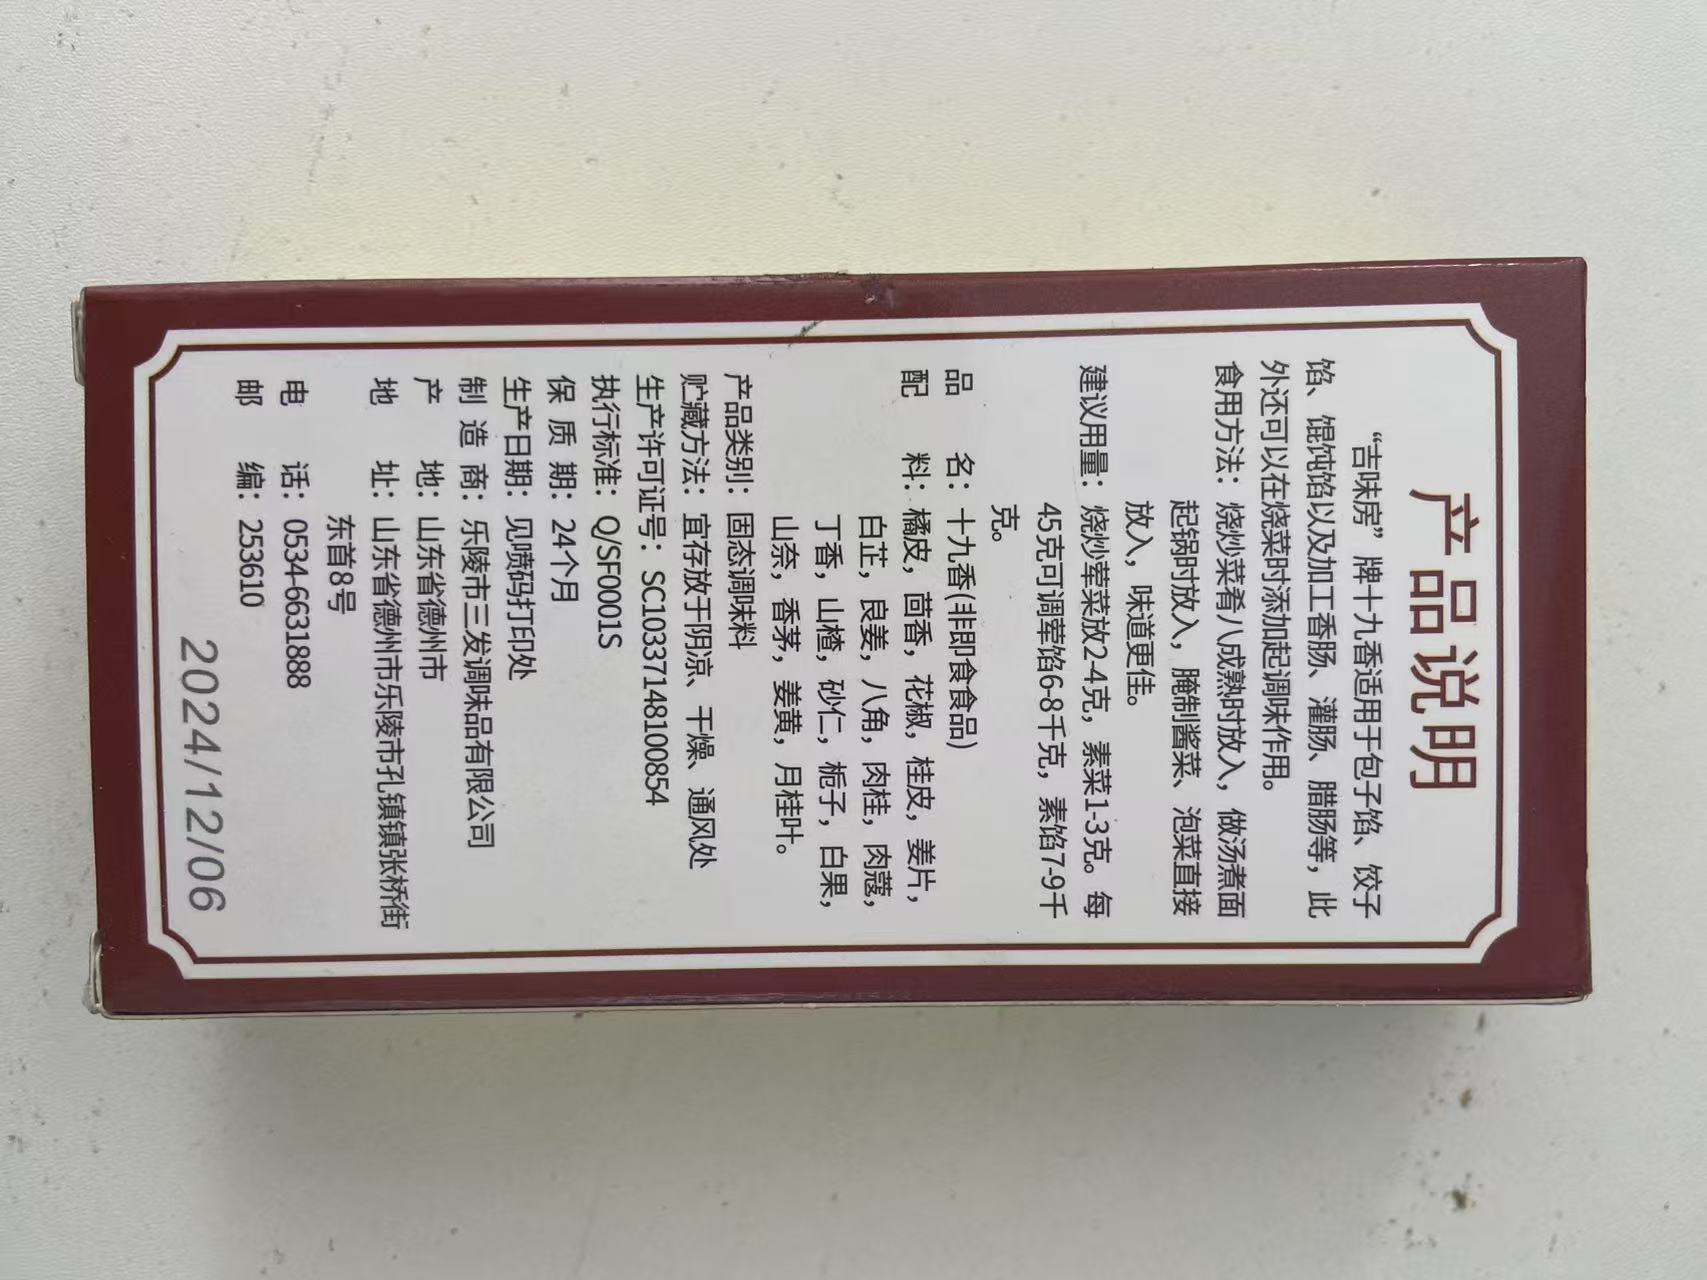 产品说明
“吉味房”牌十九香适用于包子馅、饺子
馅、馄饨馅以及加工香肠、灌肠、腊肠等，此
外还可以在烧菜时添加起调味作用。
食用方法：烧炒菜肴八成熟时放入，做汤煮面
起锅时放入，腌制酱菜、泡菜直接
放入，味道更佳。
建议用量：烧炒荤菜放2-4克，素菜1-3克。每
45克可调荤馅6-8千克，素馅7-9千
克。
品 名：十九香(非即食食品)
配 料：橘皮，茴香，花椒，桂皮，姜片，
白芷，良姜，八角，肉桂，肉蔻，
丁香，山楂，砂仁，栀子，白果，
山奈，香茅，姜黄，月桂叶。
产品类别：固态调味料
贮藏方法：宜存放于阴凉、干燥、通风处
生产许可证号：SC10337148100854
执行标准：Q/SF0001S
保 质 期：24个月
生产日期：见喷码打印处
制 造 商：乐陵市三发调味品有限公司
产 地：山东省德州市
地 址：山东省德州市乐陵市孔镇镇张桥街
东首8号
电 话：0534-6631888
邮 编：253610
2024/12/06